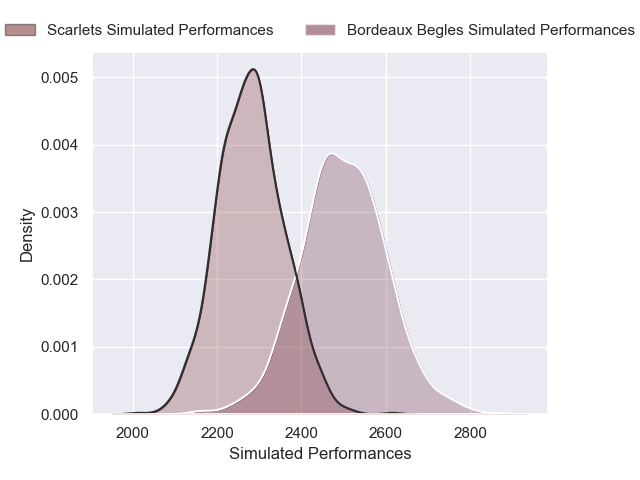 Scarlets Simulated Performances
Bordeaux Begles Simulated Performances
0.005
0.004
0.003
0.002
0.001
0.000
Density
2000
2200
2400
2600
2800
Simulated Performances